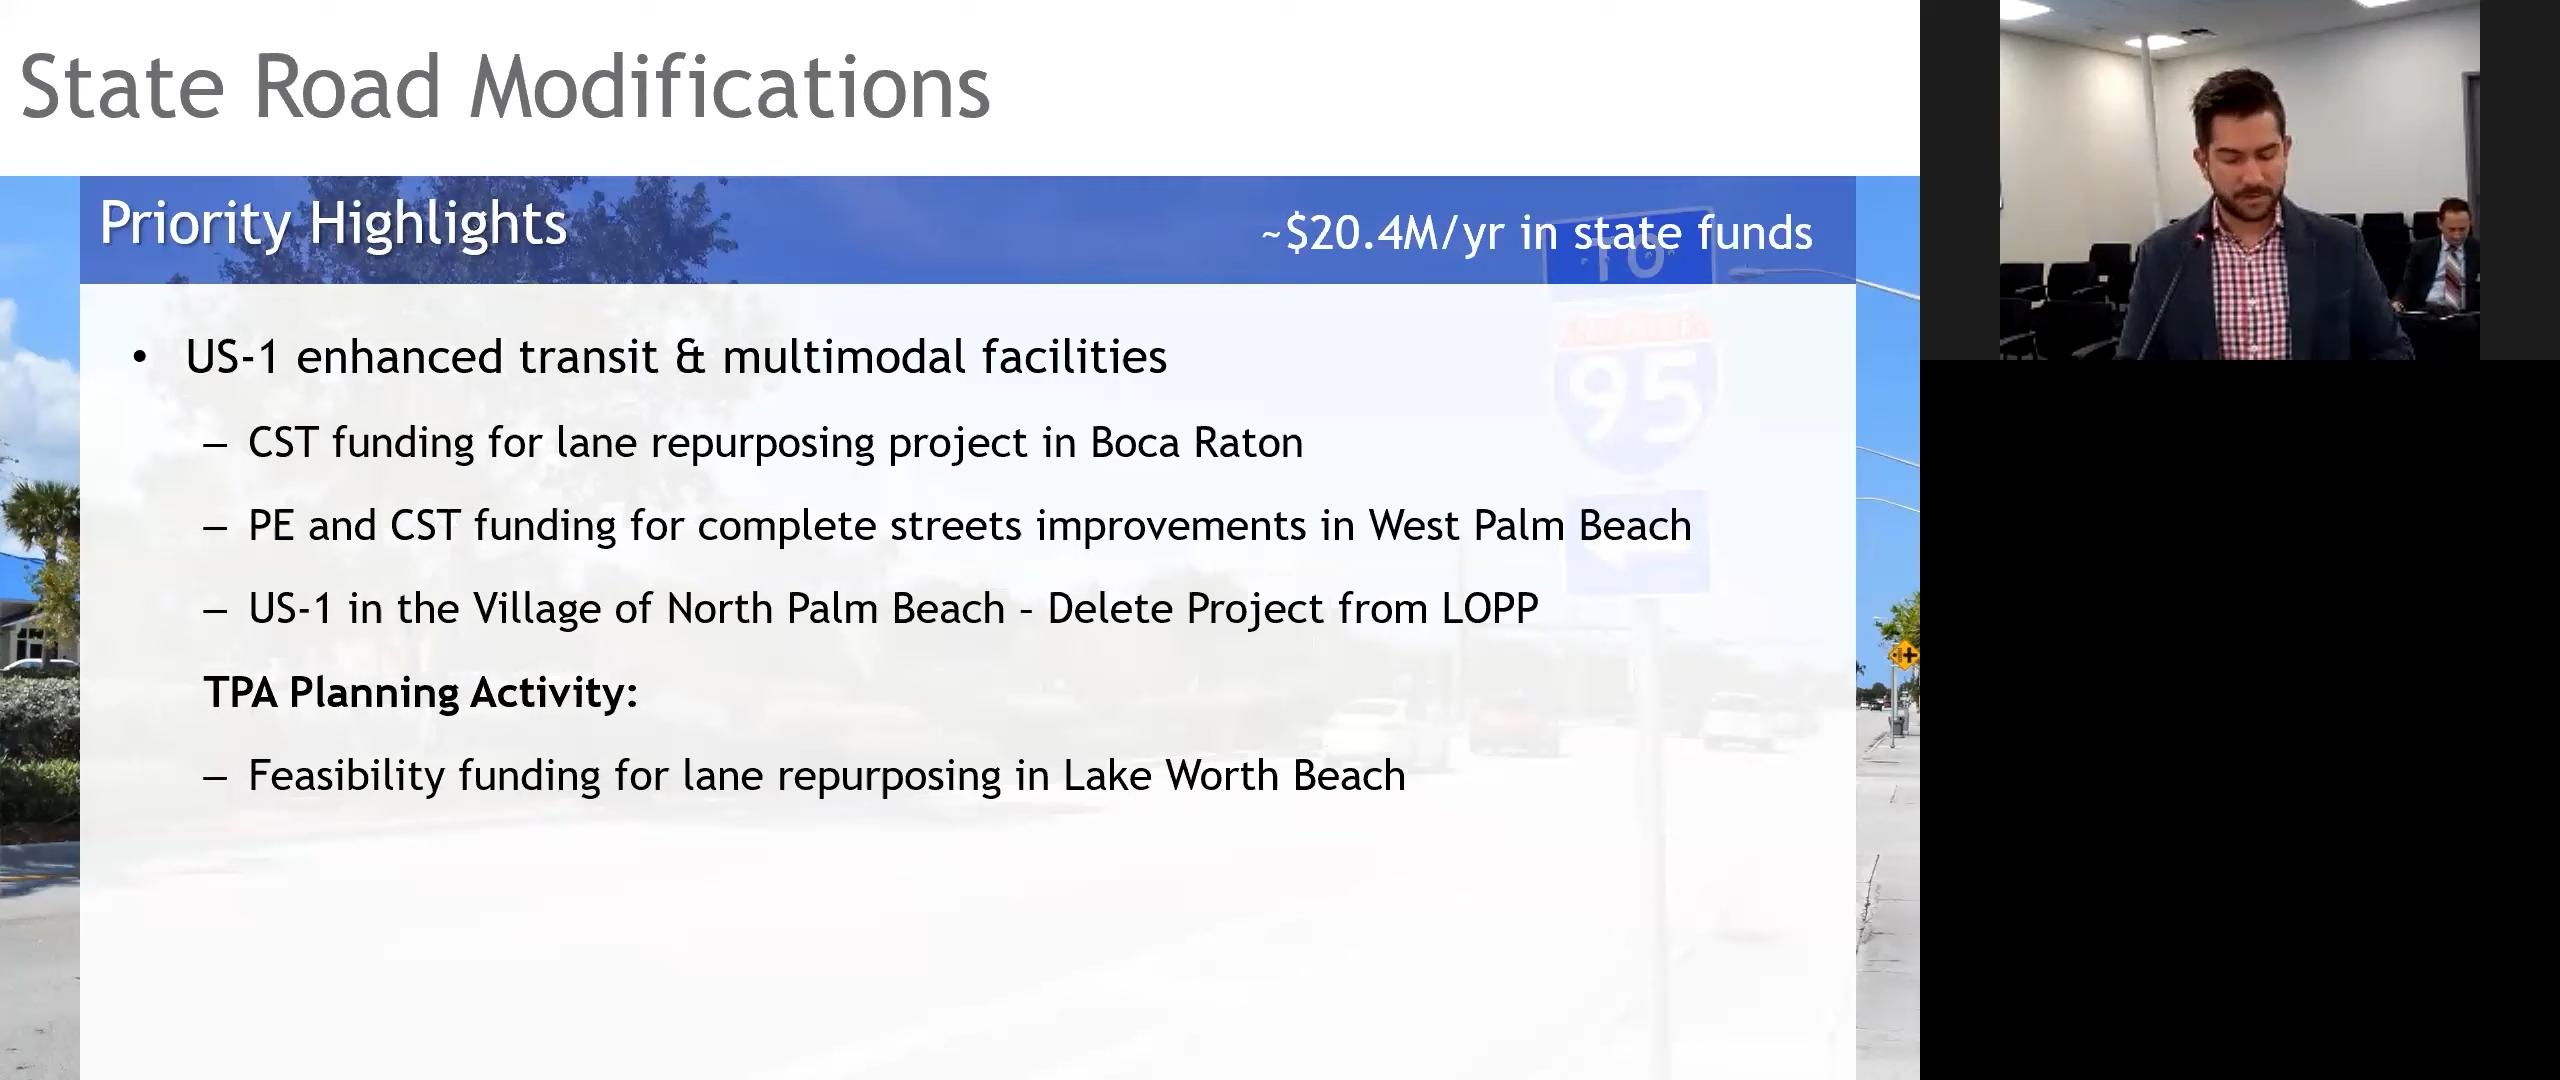 State Road Modifications
Priority Highlights
~$20.4M/yr in state funds
TO
95
• US-1 enhanced transit & multimodal facilities
– CST funding for lane repurposing project in Boca Raton
– PE and CST funding for complete streets improvements in West Palm Beach
– US-1 in the Village of North Palm Beach – Delete Project from LOPP
TPA Planning Activity:
– Feasibility funding for lane repurposing in Lake Worth Beach